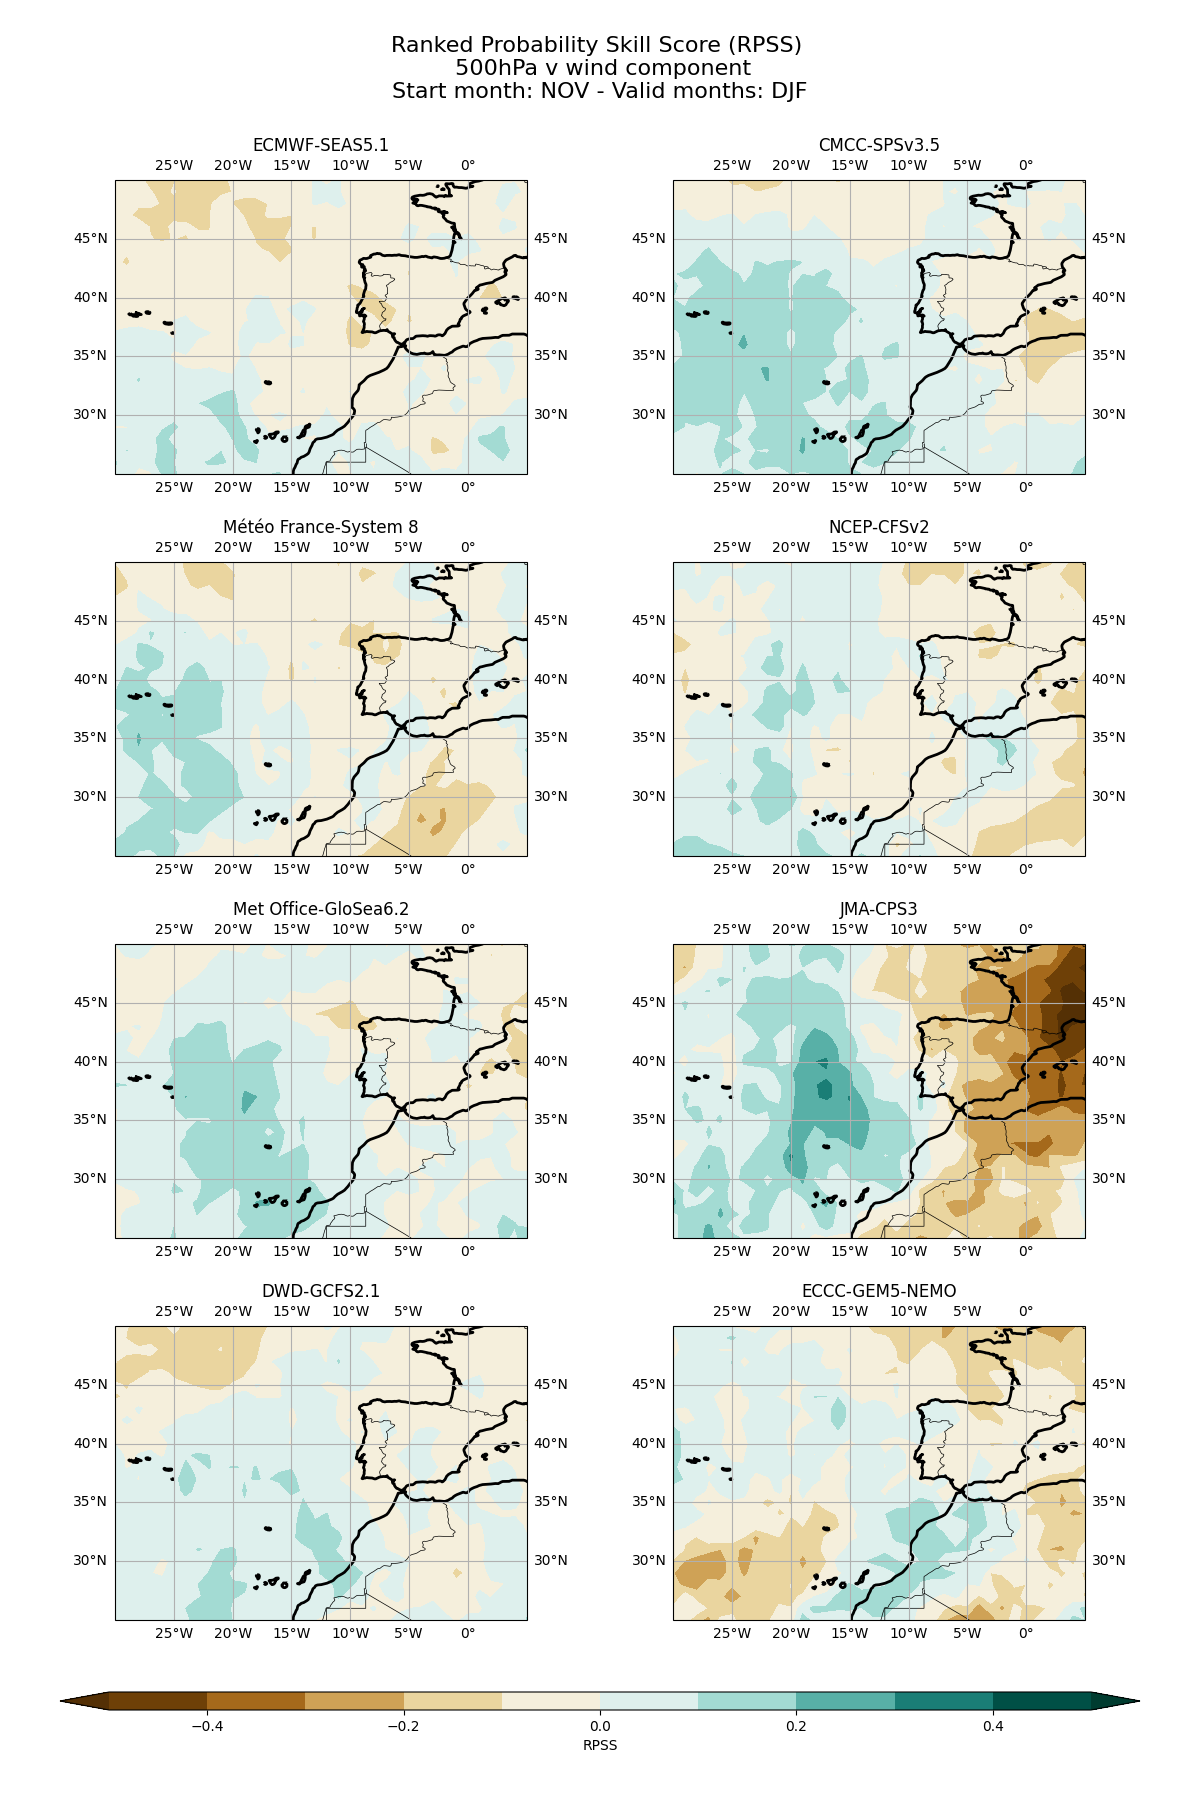 Ranked Probability Skill Score (RPSS)
500hPa v wind component
Start month: NOV - Valid months: DJF
ECMWF-SEAS5.1
25°W 20°W 15°W 10°W 5°W 0°
45°N 45°N
40°N 40°N
35°N 35°N
30°N 30°N
25°W 20°W 15°W 10°W 5°W 0°
CMCC-SPSv3.5
25°W 20°W 15°W 10°W 5°W 0°
45°N 45°N
40°N 40°N
35°N 35°N
30°N 30°N
25°W 20°W 15°W 10°W 5°W 0°
Météo France-System 8
25°W 20°W 15°W 10°W 5°W 0°
45°N 45°N
40°N 40°N
35°N 35°N
30°N 30°N
25°W 20°W 15°W 10°W 5°W 0°
NCEP-CFSv2
25°W 20°W 15°W 10°W 5°W 0°
45°N 45°N
40°N 40°N
35°N 35°N
30°N 30°N
25°W 20°W 15°W 10°W 5°W 0°
Met Office-GloSea6.2
25°W 20°W 15°W 10°W 5°W 0°
45°N 45°N
40°N 40°N
35°N 35°N
30°N 30°N
25°W 20°W 15°W 10°W 5°W 0°
JMA-CPS3
25°W 20°W 15°W 10°W 5°W 0°
45°N 45°N
40°N 40°N
35°N 35°N
30°N 30°N
25°W 20°W 15°W 10°W 5°W 0°
DWD-GCFS2.1
25°W 20°W 15°W 10°W 5°W 0°
45°N 45°N
40°N 40°N
35°N 35°N
30°N 30°N
25°W 20°W 15°W 10°W 5°W 0°
ECCC-GEM5-NEMO
25°W 20°W 15°W 10°W 5°W 0°
45°N 45°N
40°N 40°N
35°N 35°N
30°N 30°N
25°W 20°W 15°W 10°W 5°W 0°
−0.4 −0.2 0.0 0.2 0.4
RPSS